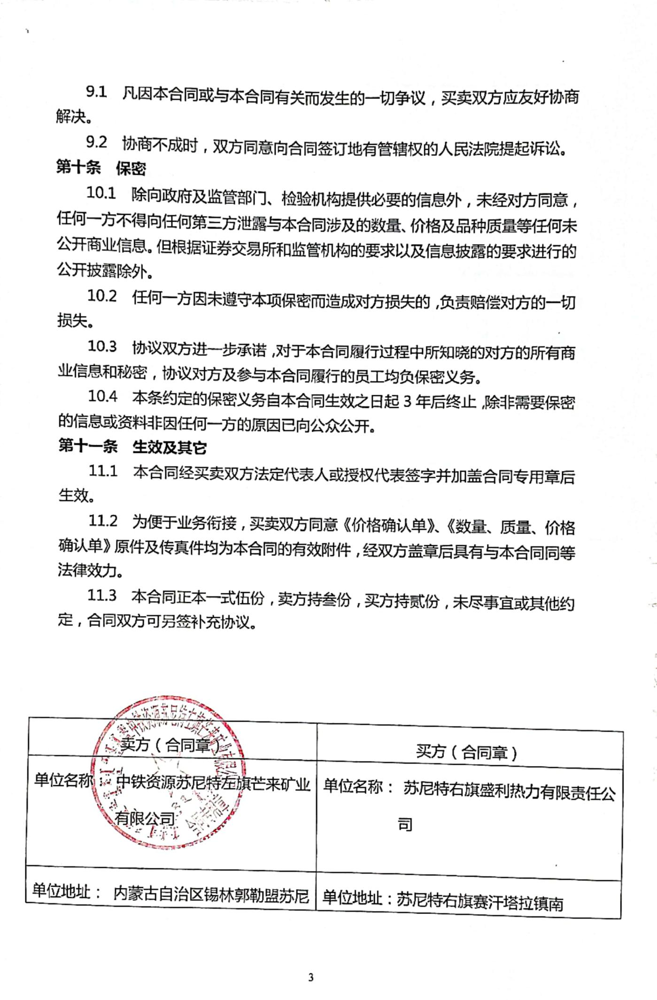 9.1 凡因本合同或与本合同有关而发生的一切争议，买卖双方应友好协商
解决。
9.2 协商不成时，双方同意向合同签订地有管辖权的人民法院提起诉讼。
第十条 保密
10.1 除向政府及监管部门、检验机构提供必要的信息外，未经对方同意，
任何一方不得向任何第三方泄露与本合同涉及的数量、价格及品种质量等任何未
公开商业信息。但根据证券交易所和监管机构的要求以及信息披露的要求进行的
公开披露除外。
10.2 任何一方因未遵守本项保密而造成对方损失的，负责赔偿对方的一切
损失。
10.3 协议双方进一步承诺，对于本合同履行过程中所知晓的对方的所有商
业信息和秘密，协议对方及参与本合同履行的员工均负保密义务。
10.4 本条约定的保密义务自本合同生效之日起 3 年后终止，除非需要保密
的信息或资料非因任何一方的原因已向公众公开。
第十一条 生效及其它
11.1 本合同经买卖双方法定代表人或授权代表签字并加盖合同专用章后
生效。
11.2 为便于业务衔接，买卖双方同意《价格确认单》、《数量、质量、价格
确认单》原件及传真件均为本合同的有效附件，经双方盖章后具有与本合同同等
法律效力。
11.3 本合同正本一式伍份，卖方持叁份，买方持贰份，未尽事宜或其他约
定，合同双方可另签补充协议。
卖方（合同章）
买方（合同章）
单位名称： 中铁资源苏尼特左旗芒来矿业
有限公司
单位名称： 苏尼特右旗盛利热力有限责任公
司
单位地址： 内蒙古自治区锡林郭勒盟苏尼
单位地址：苏尼特右旗赛汗塔拉镇南
3